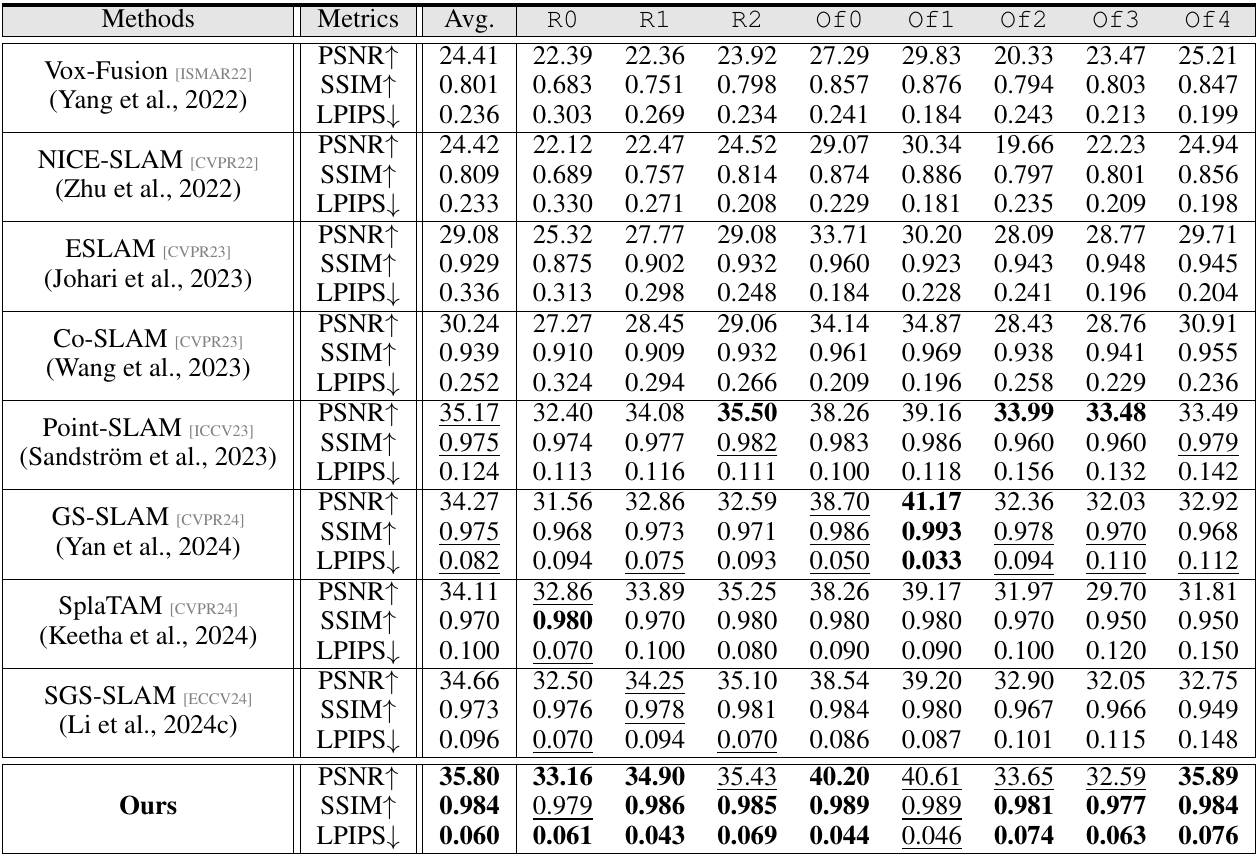 Methods Metrics Avg. R0 R1 R2 Of0 Of1 Of2 Of3 Of4
Vox-Fusion [ISMAR22]
(Yang et al., 2022)
PSNR↑ 24.41 22.39 22.36 23.92 27.29 29.83 20.33 23.47 25.21
SSIM↑ 0.801 0.683 0.751 0.798 0.857 0.876 0.794 0.803 0.847
LPIPS↓ 0.236 0.303 0.269 0.234 0.241 0.184 0.243 0.213 0.199
NICE-SLAM [CVPR22]
(Zhu et al., 2022)
PSNR↑ 24.42 22.12 22.47 24.52 29.07 30.34 19.66 22.23 24.94
SSIM↑ 0.809 0.689 0.757 0.814 0.874 0.886 0.797 0.801 0.856
LPIPS↓ 0.233 0.330 0.271 0.208 0.229 0.181 0.235 0.209 0.198
ESLAM [CVPR23]
(Johari et al., 2023)
PSNR↑ 29.08 25.32 27.77 29.08 33.71 30.20 28.09 28.77 29.71
SSIM↑ 0.929 0.875 0.902 0.932 0.960 0.923 0.943 0.948 0.945
LPIPS↓ 0.336 0.313 0.298 0.248 0.184 0.228 0.241 0.196 0.204
Co-SLAM [CVPR23]
(Wang et al., 2023)
PSNR↑ 30.24 27.27 28.45 29.06 34.14 34.87 28.43 28.76 30.91
SSIM↑ 0.939 0.910 0.909 0.932 0.961 0.969 0.938 0.941 0.955
LPIPS↓ 0.252 0.324 0.294 0.266 0.209 0.196 0.258 0.229 0.236
Point-SLAM [ICCV23]
(Sandström et al., 2023)
PSNR↑ 35.17 32.40 34.08 35.50 38.26 39.16 33.99 33.48 33.49
SSIM↑ 0.975 0.974 0.977 0.982 0.983 0.986 0.960 0.960 0.979
LPIPS↓ 0.124 0.113 0.116 0.111 0.100 0.118 0.156 0.132 0.142
GS-SLAM [CVPR24]
(Yan et al., 2024)
PSNR↑ 34.27 31.56 32.86 32.59 38.70 41.17 32.36 32.03 32.92
SSIM↑ 0.975 0.968 0.973 0.971 0.986 0.993 0.978 0.970 0.968
LPIPS↓ 0.082 0.094 0.075 0.093 0.050 0.033 0.094 0.110 0.112
SplaTAM [CVPR24]
(Keetha et al., 2024)
PSNR↑ 34.11 32.86 33.89 35.25 38.26 39.17 31.97 29.70 31.81
SSIM↑ 0.970 0.980 0.970 0.980 0.980 0.980 0.970 0.950 0.950
LPIPS↓ 0.100 0.070 0.100 0.080 0.090 0.090 0.100 0.120 0.150
SGS-SLAM [ECCV24]
(Li et al., 2024c)
PSNR↑ 34.66 32.50 34.25 35.10 38.54 39.20 32.90 32.05 32.75
SSIM↑ 0.973 0.976 0.978 0.981 0.984 0.980 0.967 0.966 0.949
LPIPS↓ 0.096 0.070 0.094 0.070 0.086 0.087 0.101 0.115 0.148
Ours
PSNR↑ 35.80 33.16 34.90 35.43 40.20 40.61 33.65 32.59 35.89
SSIM↑ 0.984 0.979 0.986 0.985 0.989 0.989 0.981 0.977 0.984
LPIPS↓ 0.060 0.061 0.043 0.069 0.044 0.046 0.074 0.063 0.076